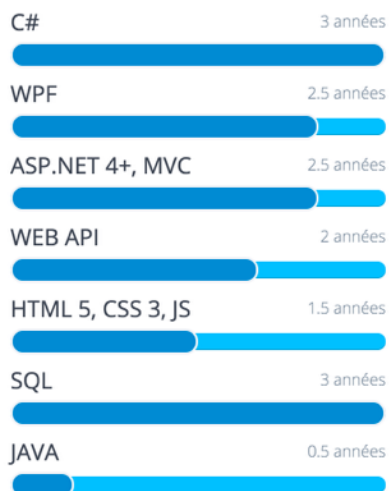 C# 3 années
WPF 2.5 années
ASP.NET 4+, MVC 2.5 années
WEB API 2 années
HTML 5, CSS 3, JS 1.5 années
SQL 3 années
JAVA 0.5 années